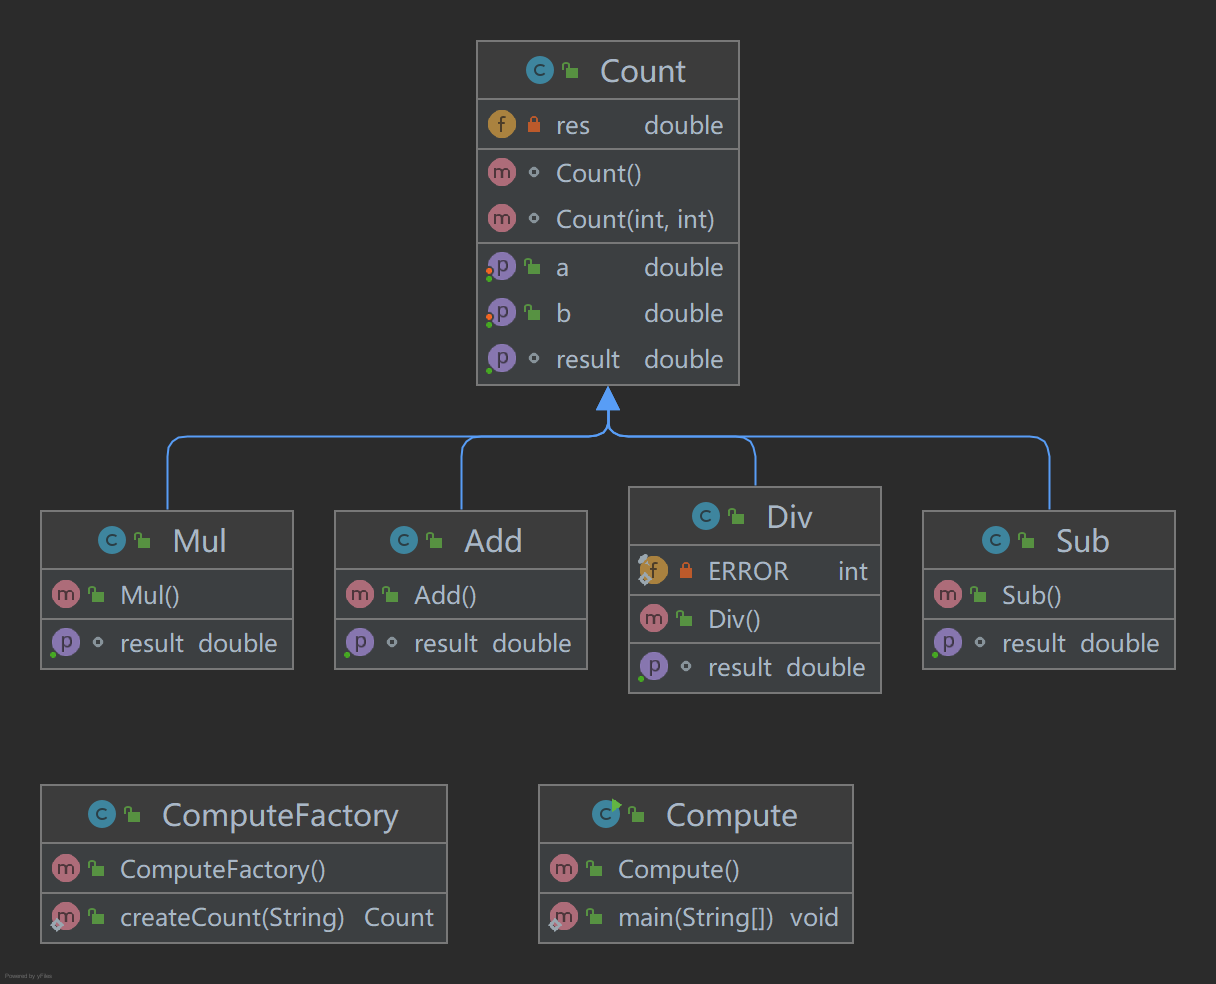 Count
res double
Count()
Count(int, int)
a double
b double
result double
Mul
Mul()
result double
Add
Add()
result double
Div
ERROR int
Div()
result double
Sub
Sub()
result double
ComputeFactory
ComputeFactory()
createCount(String) Count
Compute
Compute()
main(String[]) void
Powered by yFiles